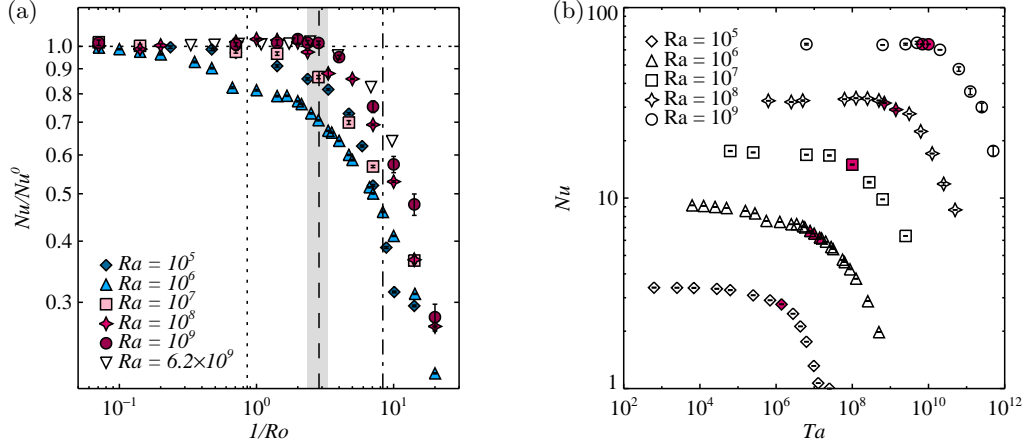 (a)
Nu/Nu⁰
1.0
0.9
0.8
0.7
0.6
0.5
0.4
0.3
Ra = 10⁵
Ra = 10⁶
Ra = 10⁷
Ra = 10⁸
Ra = 10⁹
Ra = 6.2×10⁹
10⁻¹ 10⁰ 10¹
1/Ro
(b)
Nu
100
10
1
Ra = 10⁵
Ra = 10⁶
Ra = 10⁷
Ra = 10⁸
Ra = 10⁹
10² 10⁴ 10⁶ 10⁸ 10¹⁰ 10¹²
Ta